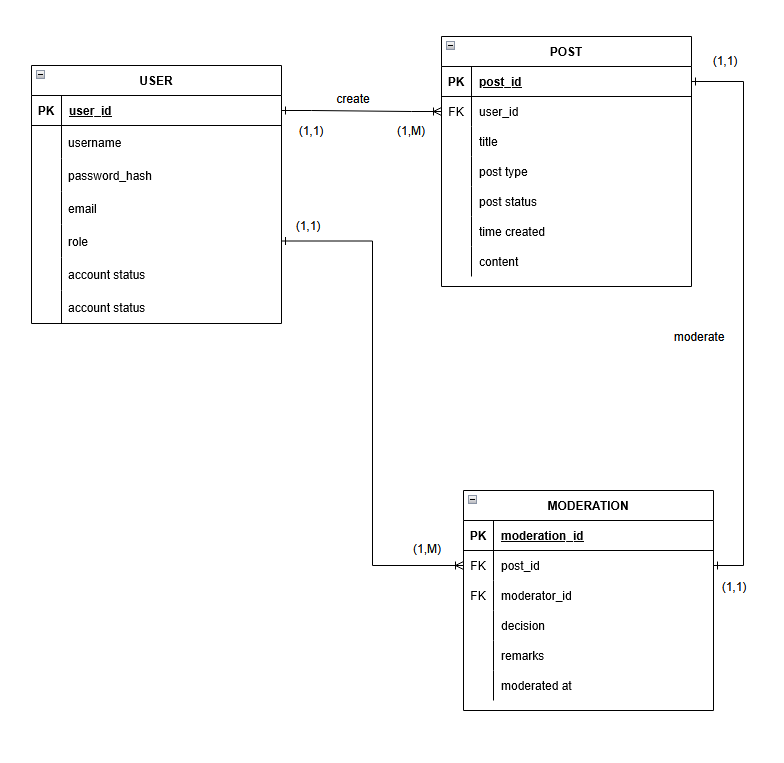 USER
PK user_id
username
password_hash
email
role
account status
account status
create
(1,1)
(1,M)
POST
PK post_id
FK user_id
title
post type
post status
time created
content
(1,1)
(1,1)
moderate
(1,M)
MODERATION
PK moderation_id
FK post_id
FK moderator_id
decision
remarks
moderated at
(1,1)